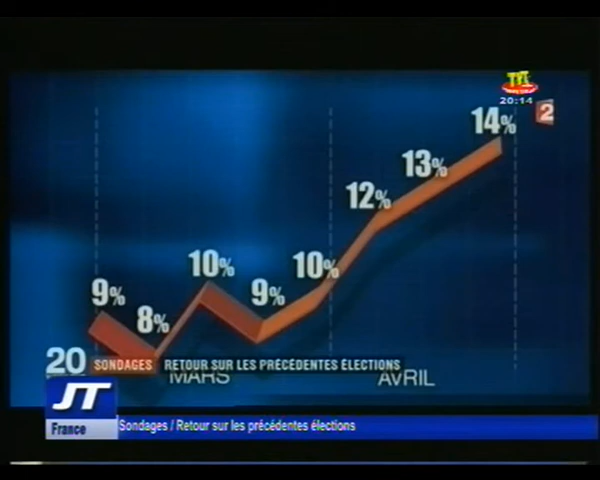 20:14
2
14%
13%
12%
10%
10%
9%
9%
8%
20 SONDAGES RETOUR SUR LES PRÉCÉDENTES ÉLECTIONS
MARS AVRIL
JT
France Sondages / Retour sur les précédentes élections